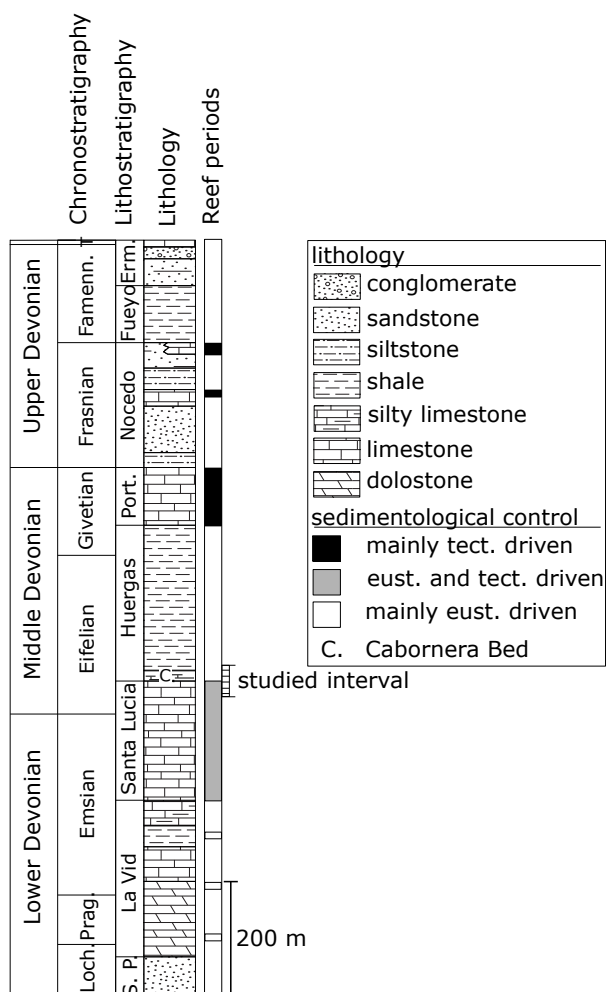 Chronostratigraphy
Lithostratigraphy
Lithology
Reef periods
Upper Devonian
Middle Devonian
Lower Devonian
T
Famenn.
Frasnian
Givetian
Eifelian
Emsian
Prag.
Loch.
Erm.
Fueyo
Nocedo
Port.
Huergas
Santa Lucia
La Vid
S. P.
C
studied interval
200 m
lithology
conglomerate
sandstone
siltstone
shale
silty limestone
limestone
dolostone
sedimentological control
mainly tect. driven
eust. and tect. driven
mainly eust. driven
C. Cabornera Bed